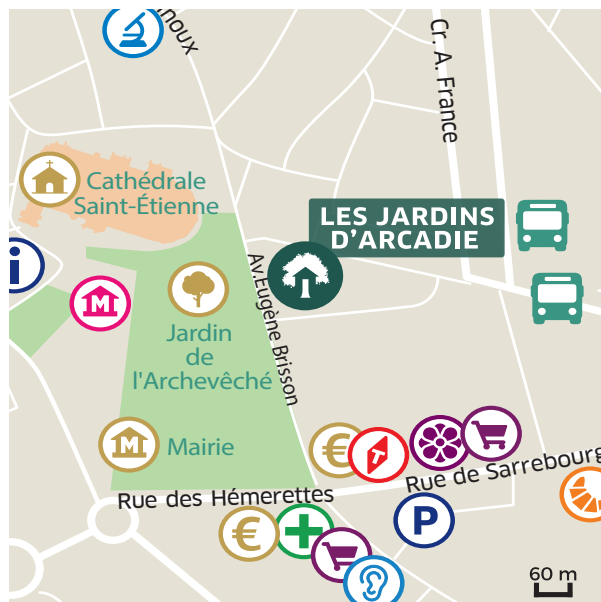 Cr. A. France
Cathédrale
Saint-Étienne
LES JARDINS
D'ARCADIE
i
M
Av.Eugène Brisson
Jardin
de
l'Archevêché
M
Mairie
€
T
Rue de Sarrebourg
Rue des Hémerettes
€
P
60 m